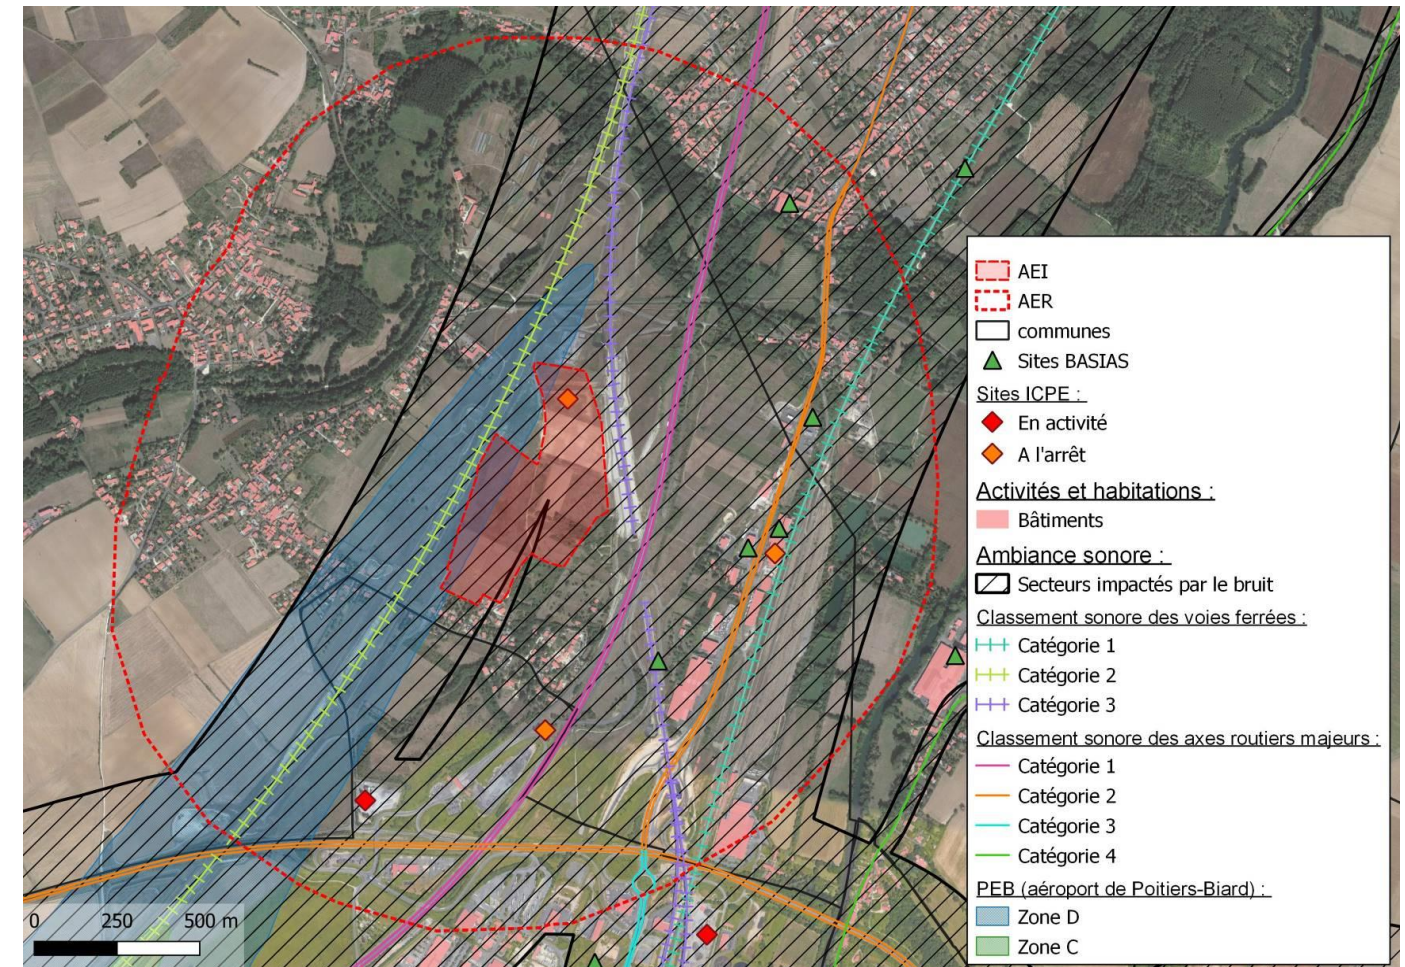 AEI
AER
communes
Sites BASIAS
Sites ICPE :
En activité
A l'arrêt
Activités et habitations :
Bâtiments
Ambiance sonore :
Secteurs impactés par le bruit
Classement sonore des voies ferrées :
Catégorie 1
Catégorie 2
Catégorie 3
Classement sonore des axes routiers majeurs :
Catégorie 1
Catégorie 2
Catégorie 3
Catégorie 4
PEB (aéroport de Poitiers-Biard) :
Zone D
Zone C
0 250 500 m